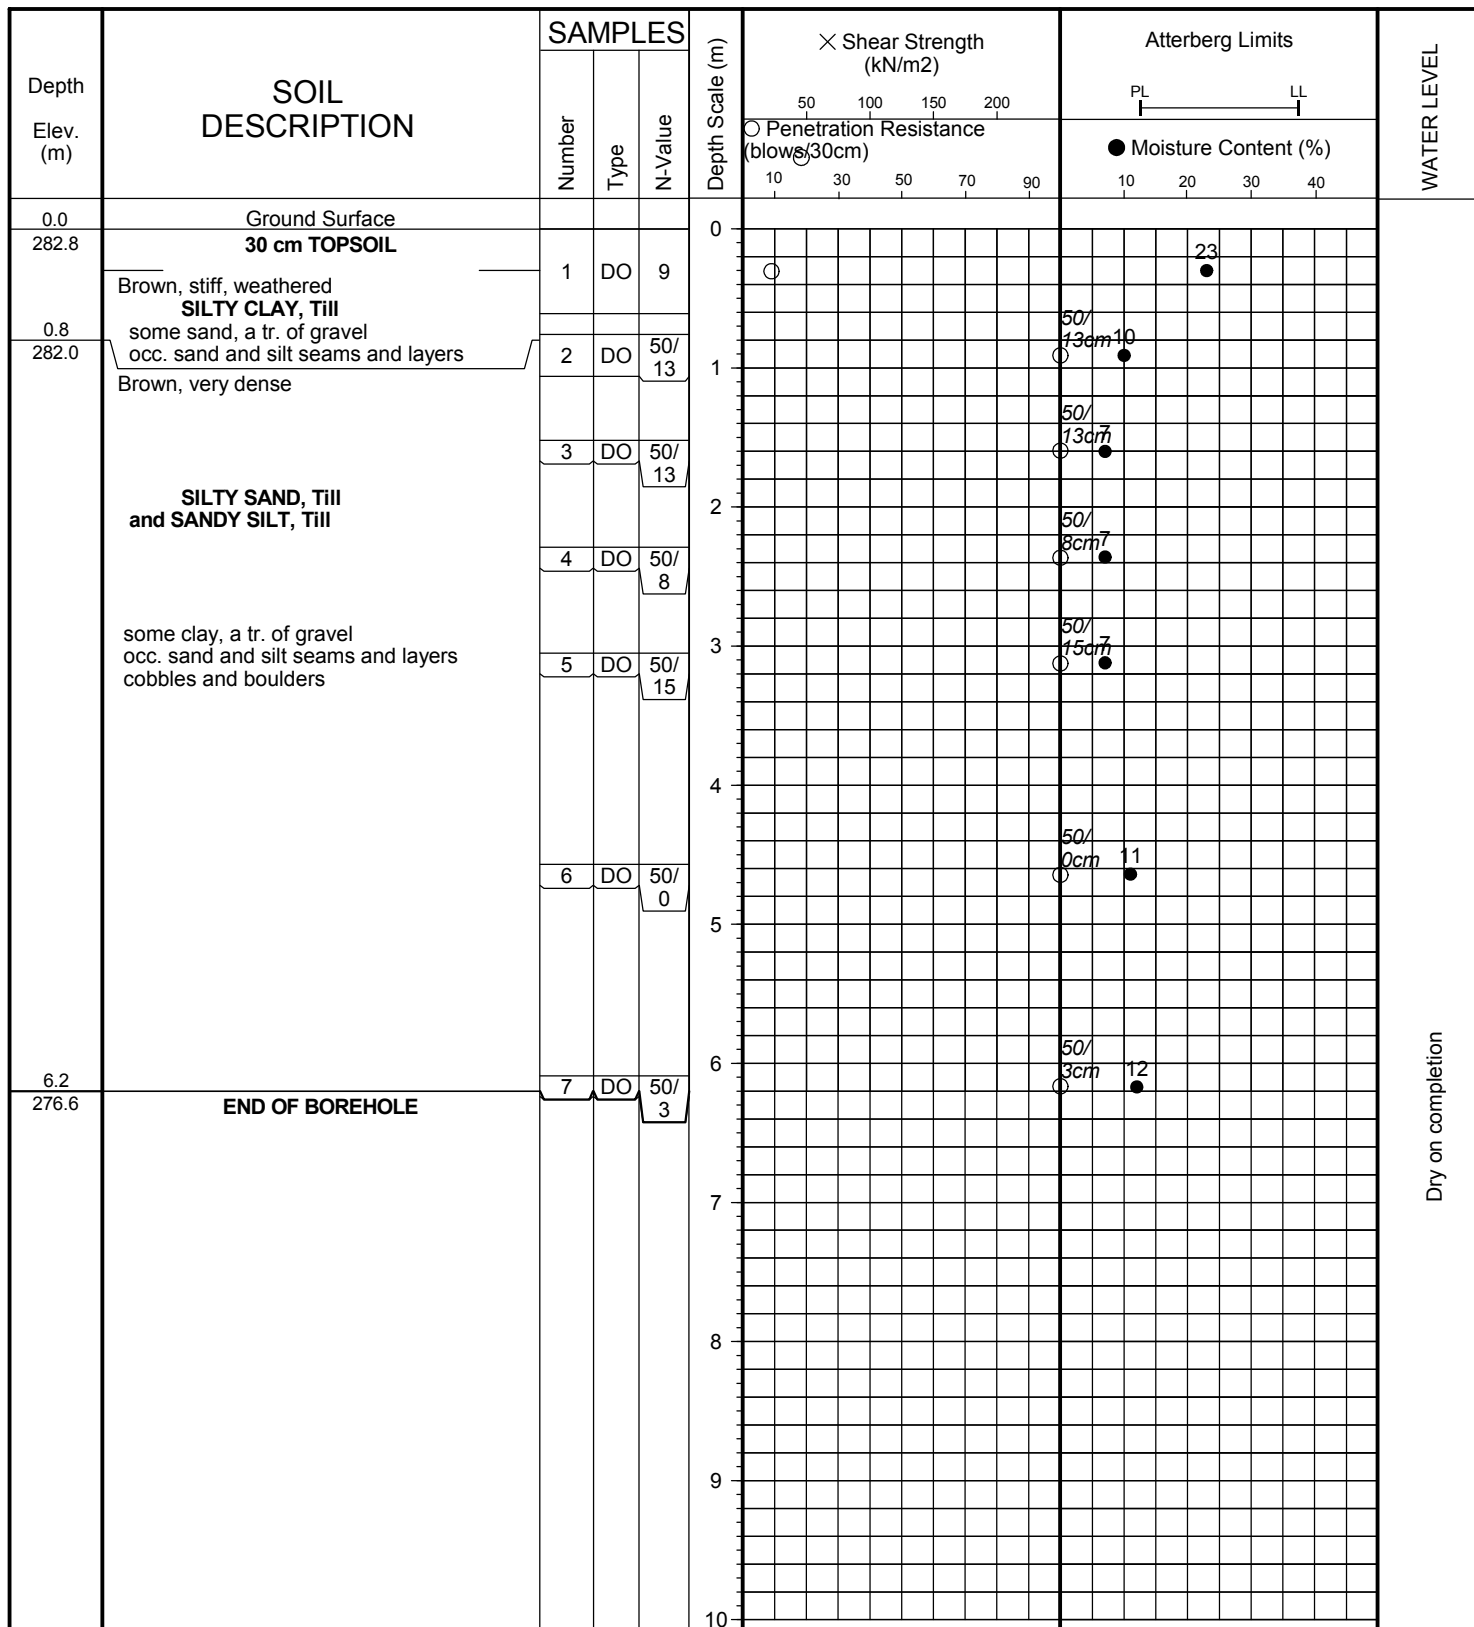 Depth
Elev.
(m)
SOIL
DESCRIPTION
SAMPLES
Number
Type
N-Value
Depth Scale (m)
Shear Strength
(kN/m2)
50 100 150 200
Penetration Resistance
(blows/30cm)
10 30 50 70 90
Atterberg Limits
PL LL
Moisture Content (%)
10 20 30 40
WATER LEVEL
0.0 Ground Surface
282.8 30 cm TOPSOIL
Brown, stiff, weathered
SILTY CLAY, Till
0.8 some sand, a tr. of gravel
282.0 occ. sand and silt seams and layers
Brown, very dense
SILTY SAND, Till
and SANDY SILT, Till
some clay, a tr. of gravel
occ. sand and silt seams and layers
cobbles and boulders
6.2
276.6 END OF BOREHOLE
1 DO 9
2 DO 50/
13
3 DO 50/
13
4 DO 50/
8
5 DO 50/
15
6 DO 50/
0
7 DO 50/
3
0
1
2
3
4
5
6
7
8
9
10
23
50/
13cm 10
50/
13cm 7
50/
8cm 7
50/
15cm 7
50/
0cm 11
50/
3cm 12
Dry on completion